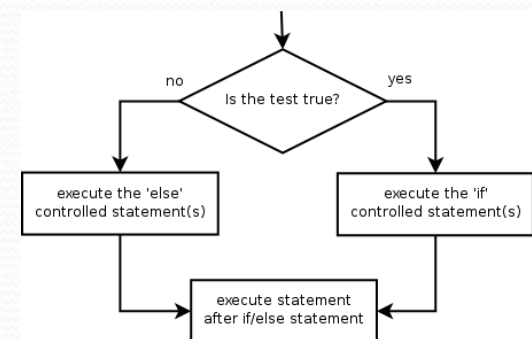 no
yes
Is the test true?
execute the 'else'
controlled statement(s)
execute the 'if'
controlled statement(s)
execute statement
after if/else statement